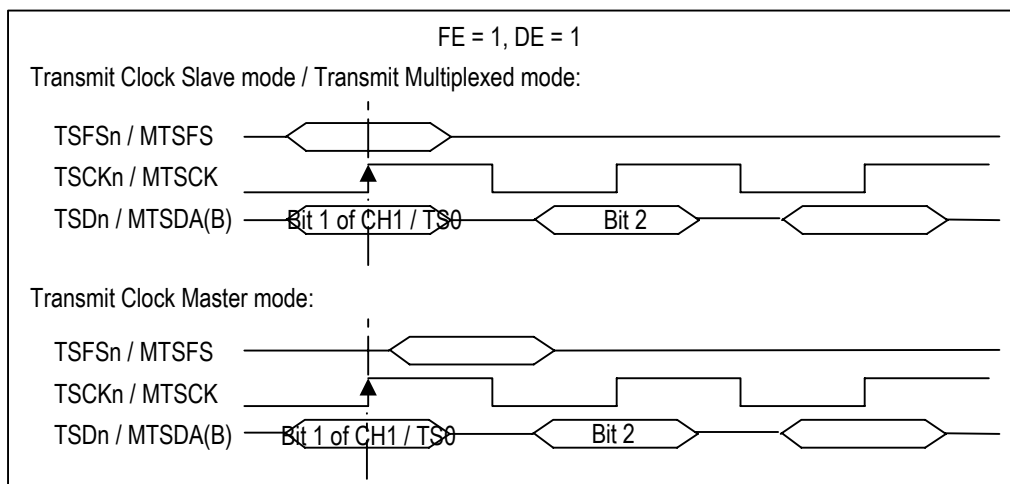 FE = 1, DE = 1
Transmit Clock Slave mode / Transmit Multiplexed mode:
TSFSn / MTSFS
TSCKn / MTSCK
TSDn / MTSDA(B)
Bit 1 of CH1 / TS0
Bit 2
Transmit Clock Master mode:
TSFSn / MTSFS
TSCKn / MTSCK
TSDn / MTSDA(B)
Bit 1 of CH1 / TS0
Bit 2